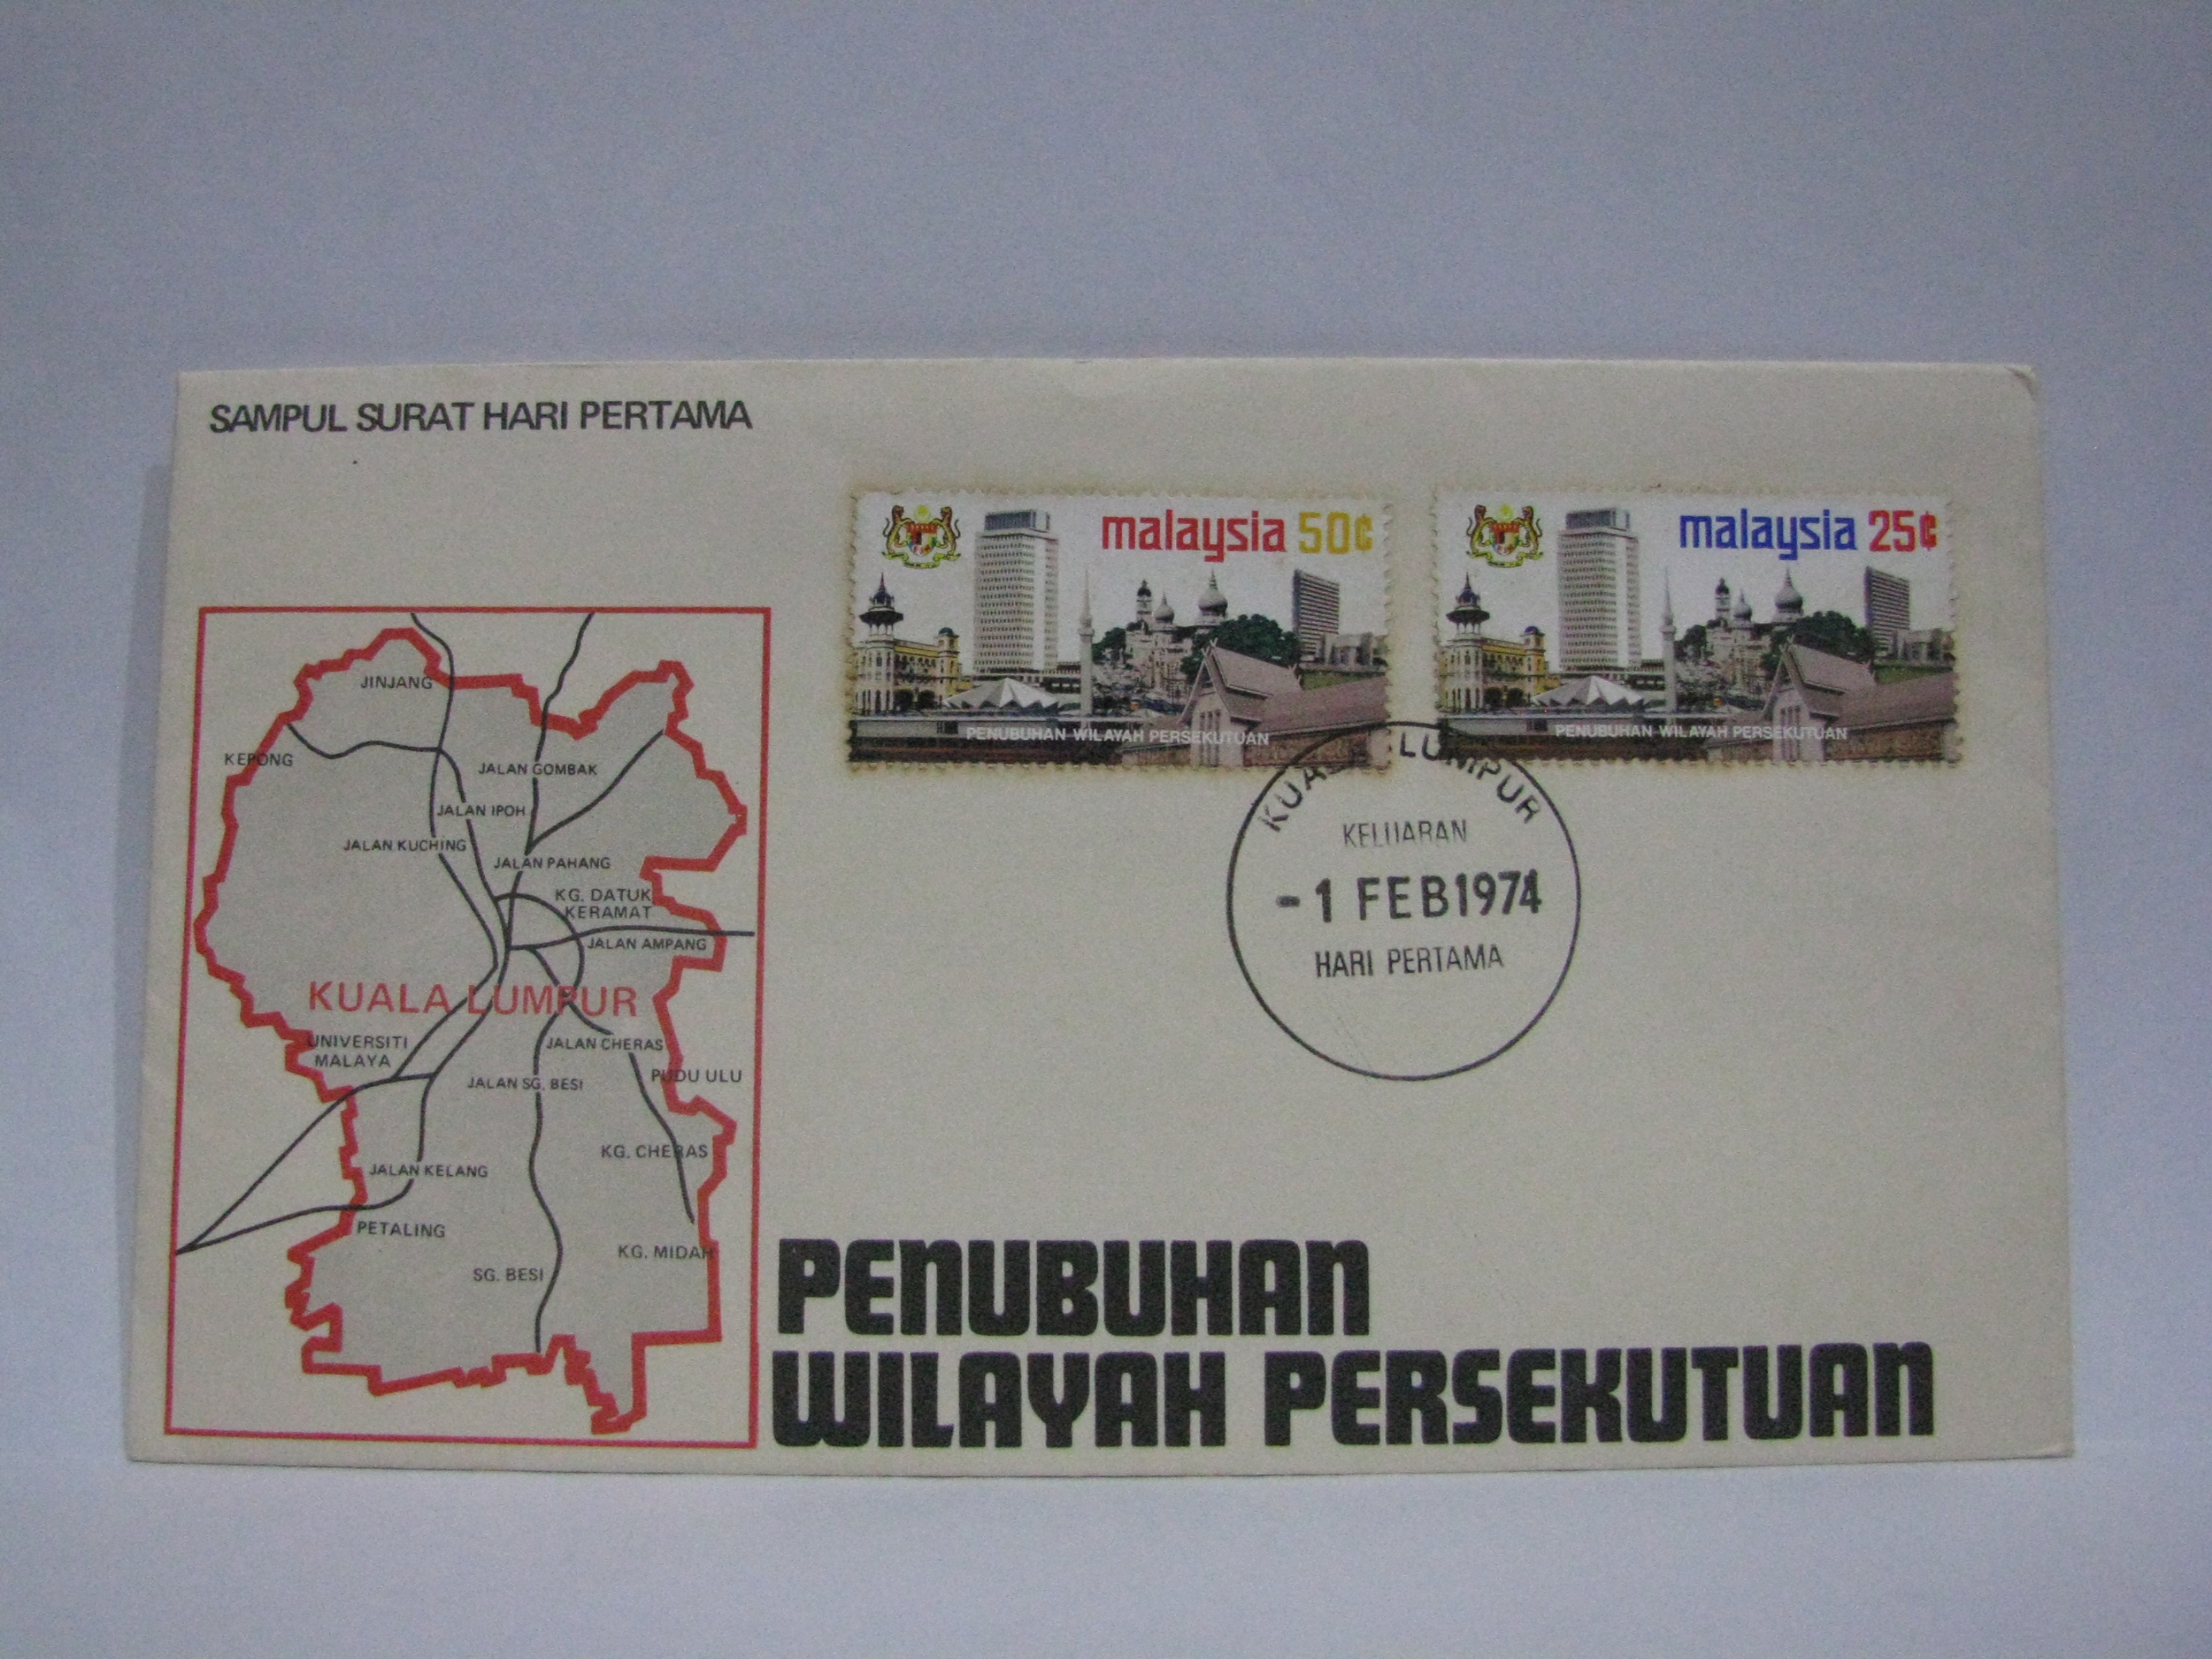 SAMPUL SURAT HARI PERTAMA
malaysia 50¢
PENUBUHAN WILAYAH PERSEKUTUAN
malaysia 25¢
PENUBUHAN WILAYAH PERSEKUTUAN
KUALA LUMPUR
KELUARAN
-1 FEB 1974
HARI PERTAMA
JINJANG
KEPONG
JALAN GOMBAK
JALAN IPOH
JALAN KUCHING
JALAN PAHANG
KG. DATUK
KERAMAT
JALAN AMPANG
KUALA LUMPUR
UNIVERSITI
MALAYA
JALAN CHERAS
JALAN SG. BESI
PUDU ULU
KG. CHERAS
JALAN KELANG
PETALING
KG. MIDAH
SG. BESI
PENUBUHAN
WILAYAH PERSEKUTUAN